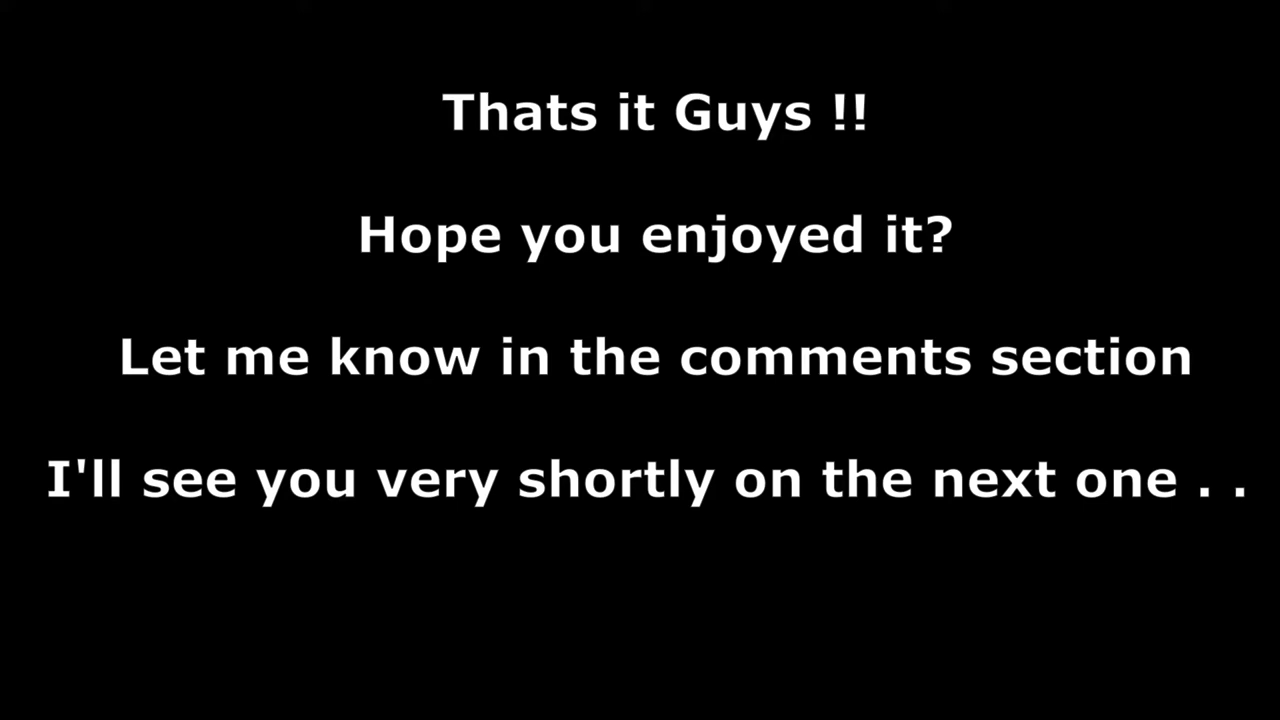 Thats it Guys !!
Hope you enjoyed it?
Let me know in the comments section
I'll see you very shortly on the next one . .